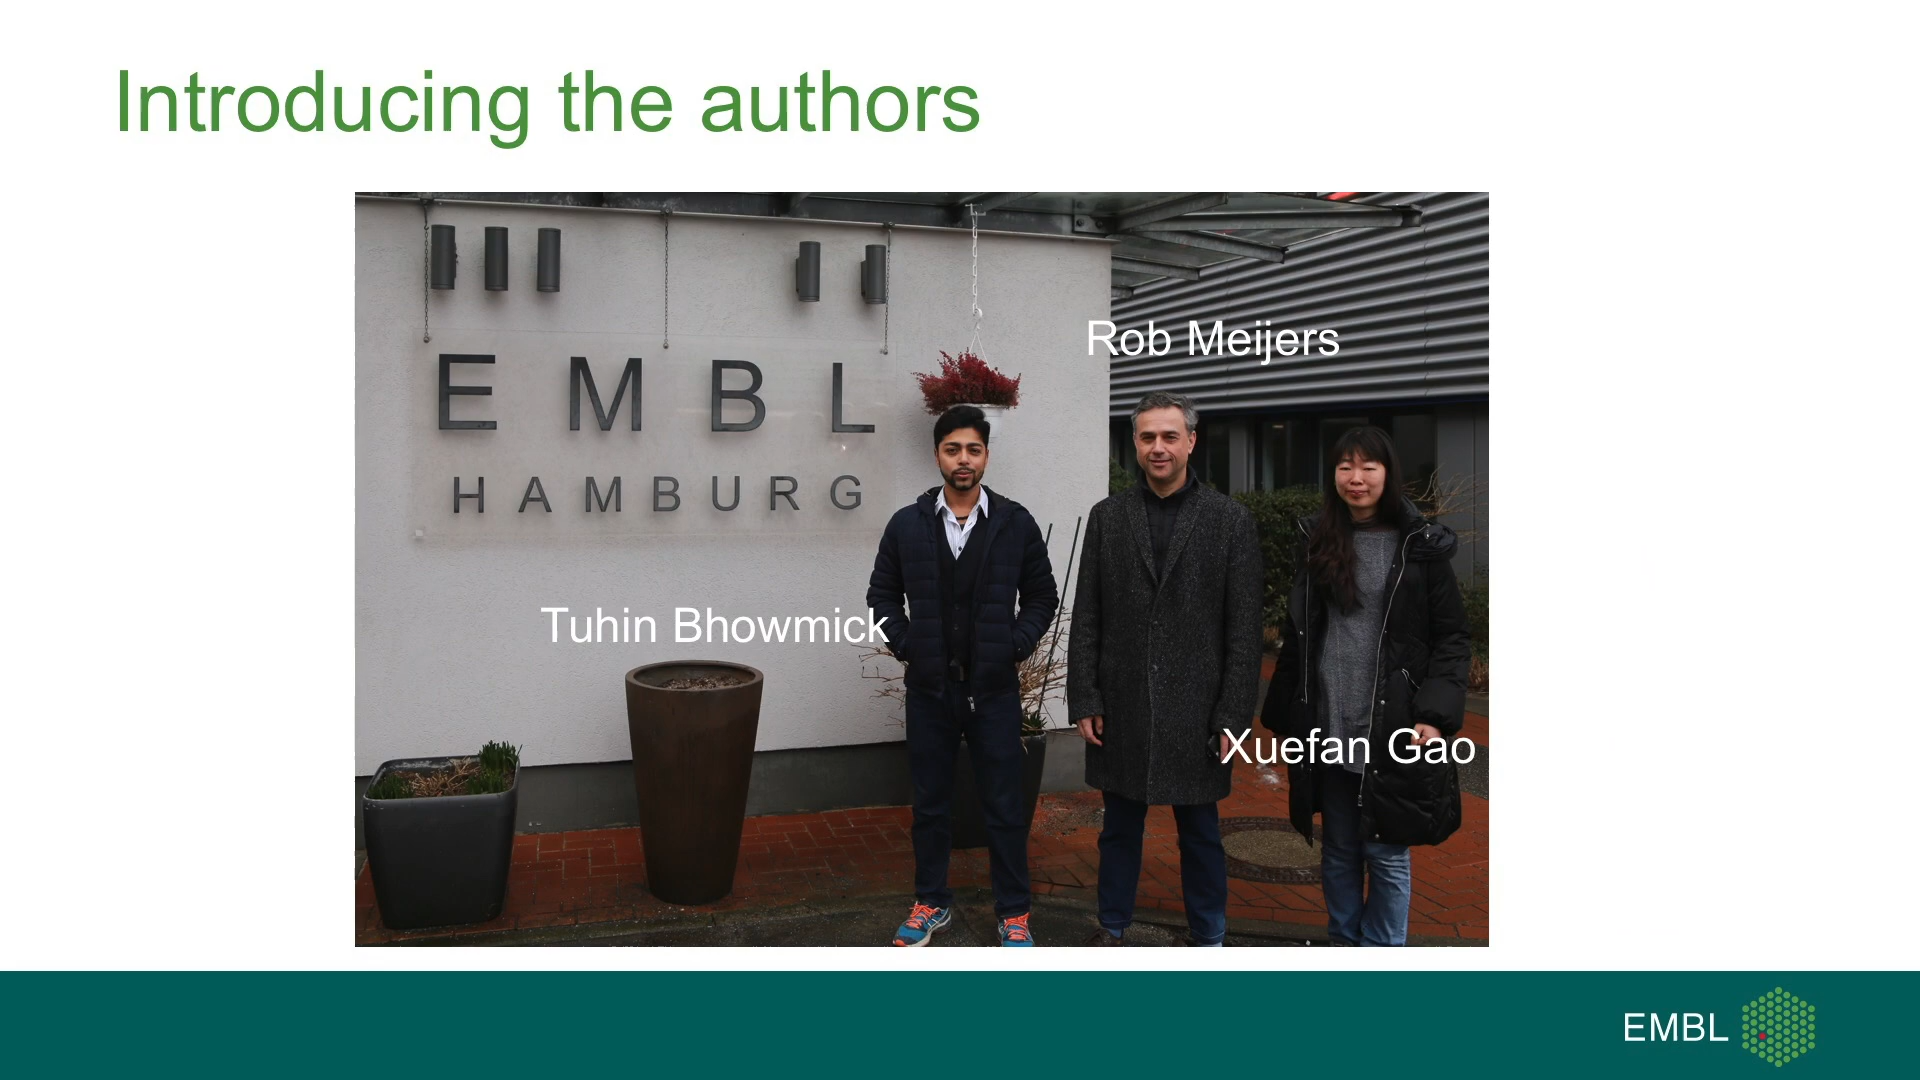 Introducing the authors
EMBL
HAMBURG
Rob Meijers
Tuhin Bhowmick
Xuefan Gao
EMBL